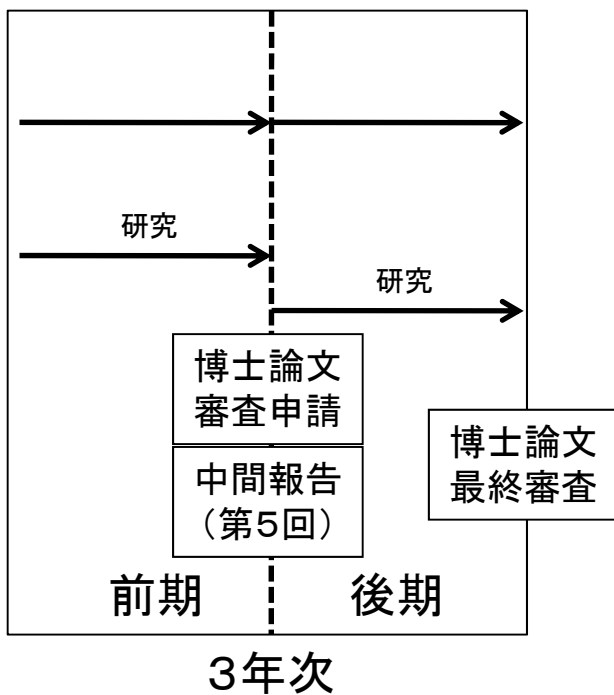 研究
研究
博士論文
審査申請
中間報告
（第５回）
博士論文
最終審査
前期
後期
３年次